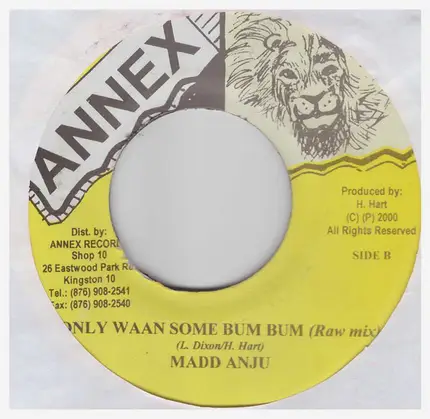 ANNEX
Dist. by:
ANNEX RECOR
Shop 10
26 Eastwood Park R
Kingston 10
Tel.: (876) 908-2541
Fax: (876) 908-2540
Produced by:
H. Hart
(C) (P) 2000
All Rights Reserved
SIDE B
ONLY WAAN SOME BUM BUM (Raw mix)
(L. Dixon/H. Hart)
MADD ANJU